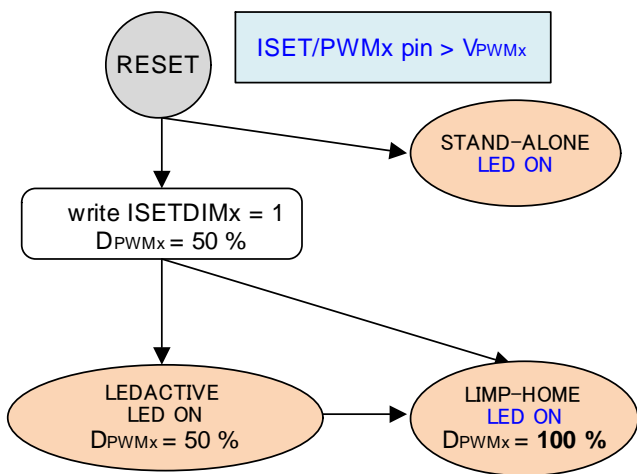 RESET
ISET/PWMx pin > VPWMx
STAND-ALONE
LED ON
write ISETDIMx = 1
DPWMx = 50 %
LEDACTIVE
LED ON
DPWMx = 50 %
LIMP-HOME
LED ON
DPWMx = 100 %